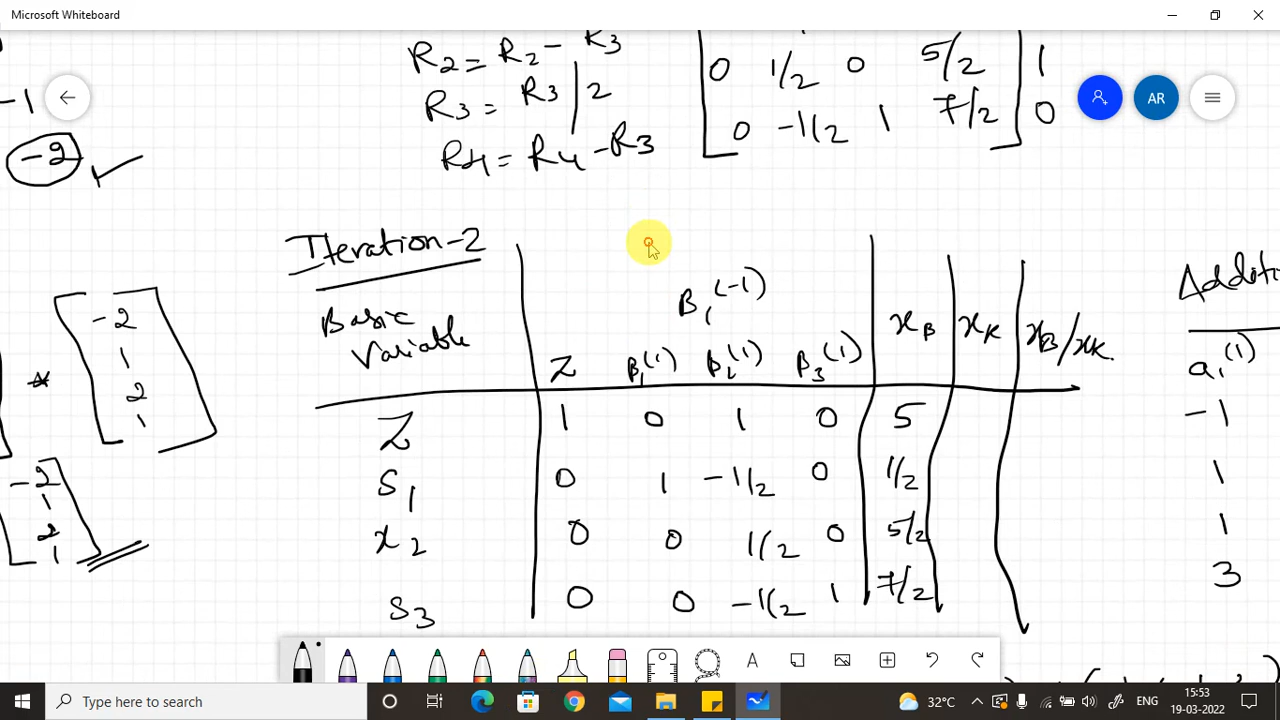 Microsoft Whiteboard
R2 = R2 - R3
R3 = R3 / 2
R4 = R4 - R3
0 1/2 0 5/2 1
0 -1/2 1 7/2 0
-1
-2
AR
* -2
1
2
1
-2
1
2
1
Iteration-2
Basic Variable
B1(-1)
Z B1(1) B2(1) B3(1) xB xK xB/xK.
Z 1 0 1 0 5
S1 0 1 -1/2 0 1/2
x2 0 0 1/2 0 5/2
S3 0 0 -1/2 1 7/2
Additi
a1(1)
-1
1
1
3
Type here to search
32°C
ENG
15:53
19-03-2022